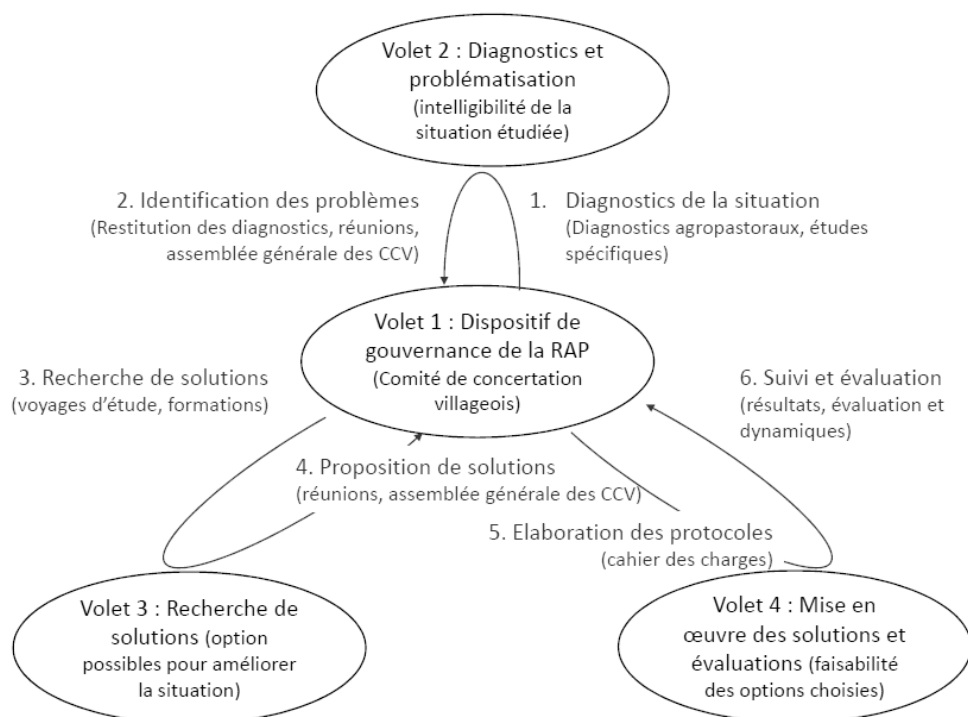 Volet 2 : Diagnostics et
problématisation
(intelligibilité de la
situation étudiée)
2. Identification des problèmes
(Restitution des diagnostics, réunions,
assemblée générale des CCV)
1. Diagnostics de la situation
(Diagnostics agropastoraux, études
spécifiques)
Volet 1 : Dispositif de
gouvernance de la RAP
(Comité de concertation
villageois)
3. Recherche de solutions
(voyages d'étude, formations)
6. Suivi et évaluation
(résultats, évaluation et
dynamiques)
4. Proposition de solutions
(réunions, assemblée générale des CCV)
5. Elaboration des protocoles
(cahier des charges)
Volet 3 : Recherche de
solutions (option
possibles pour améliorer
la situation)
Volet 4 : Mise en
œuvre des solutions et
évaluations (faisabilité
des options choisies)